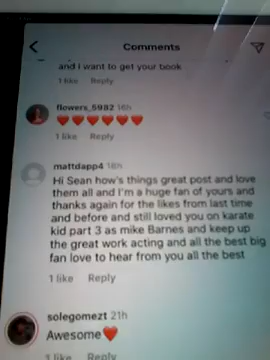 Comments
and i want to get your book
1 like Reply
flowers_5982 16h
❤️❤️❤️❤️❤️❤️
1 like Reply
mattdapp4 18h
Hi Sean how's things great post and love
them all and I'm a huge fan of yours and
thanks again for the likes from last time
and before and still loved you on karate
kid part 3 as mike Barnes and keep up
the great work acting and all the best big
fan love to hear from you all the best
1 like Reply
solegomezt 21h
Awesome❤️
1 like Reply